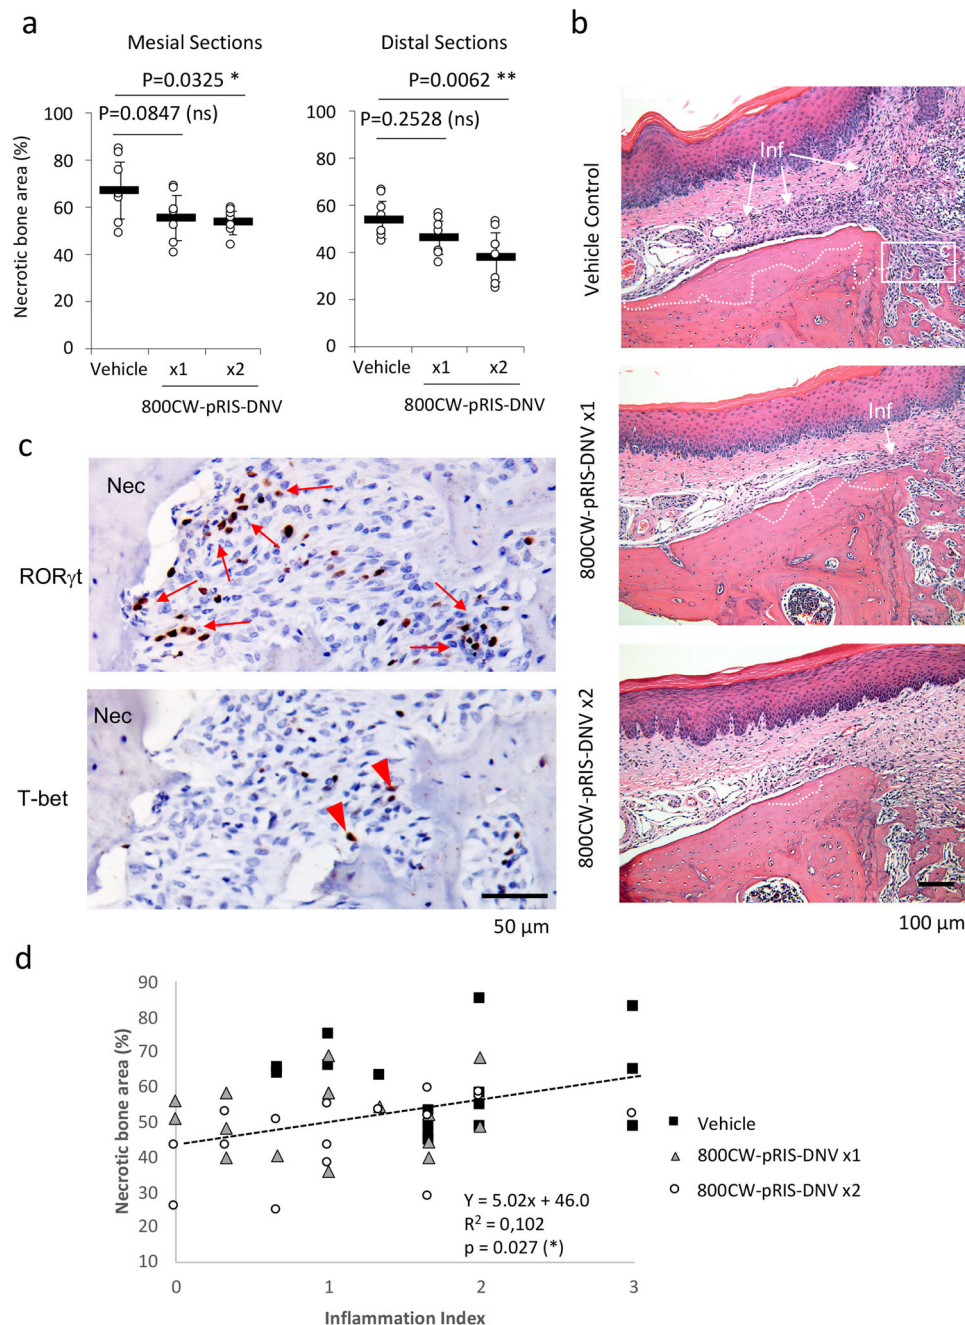 a
Mesial Sections
P=0.0325 *
P=0.0847 (ns)
Necrotic bone area (%)
100
80
60
40
20
0
Vehicle
x1
x2
800CW-pRIS-DNV
Distal Sections
P=0.0062 **
P=0.2528 (ns)
100
80
60
40
20
0
Vehicle
x1
x2
800CW-pRIS-DNV
b
Vehicle Control
Inf
c
800CW-pRIS-DNV x1
Inf
800CW-pRIS-DNV x2
100 µm
c
RORγt
Nec
T-bet
Nec
50 µm
d
Necrotic bone area (%)
90
80
70
60
50
40
30
20
10
0
1
2
3
Inflammation Index
Y = 5.02x + 46.0
R² = 0,102
p = 0.027 (*)
Vehicle
800CW-pRIS-DNV x1
800CW-pRIS-DNV x2